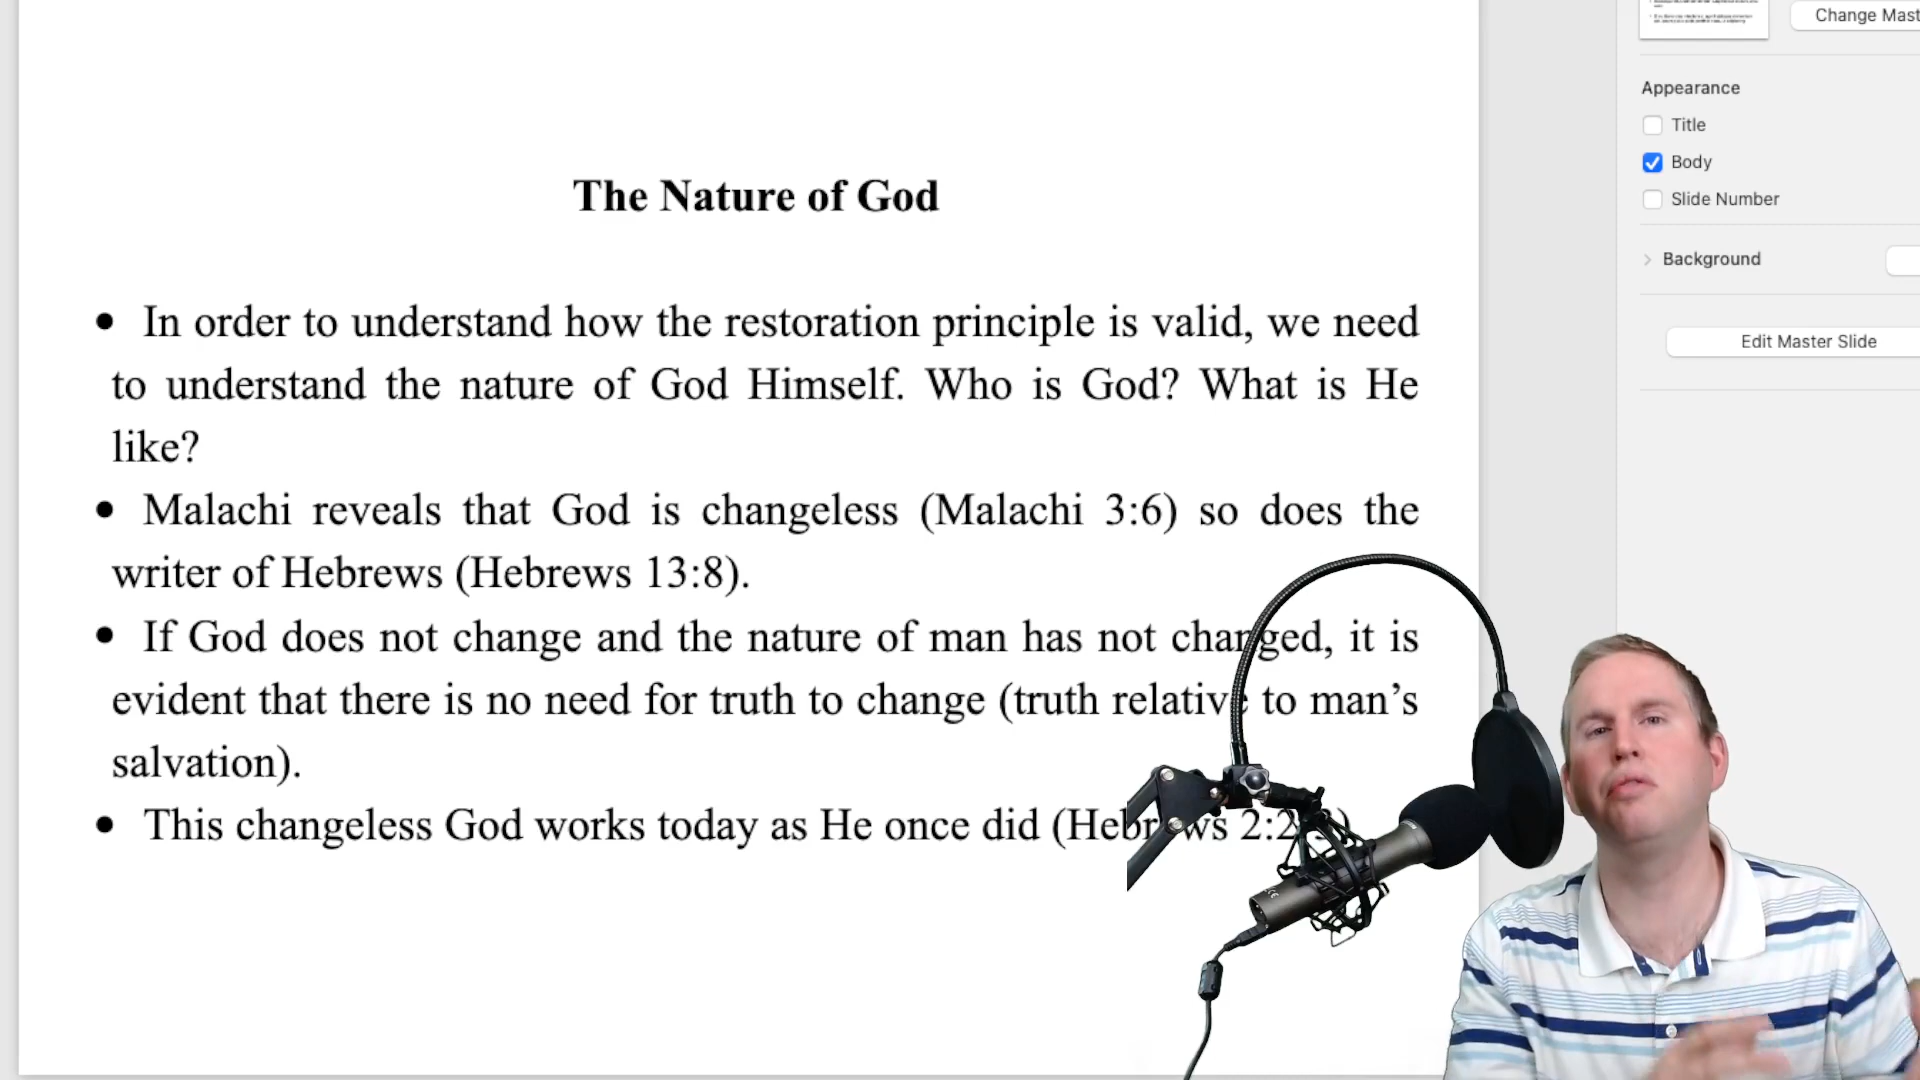 The Nature of God
• In order to understand how the restoration principle is valid, we need
to understand the nature of God Himself. Who is God? What is He
like?
• Malachi reveals that God is changeless (Malachi 3:6) so does the
writer of Hebrews (Hebrews 13:8).
• If God does not change and the nature of man has not changed, it is
evident that there is no need for truth to change (truth relative to man’s
salvation).
• This changeless God works today as He once did (Hebrews 2:2
Change Mast
Appearance
Title
Body
Slide Number
Background
Edit Master Slide